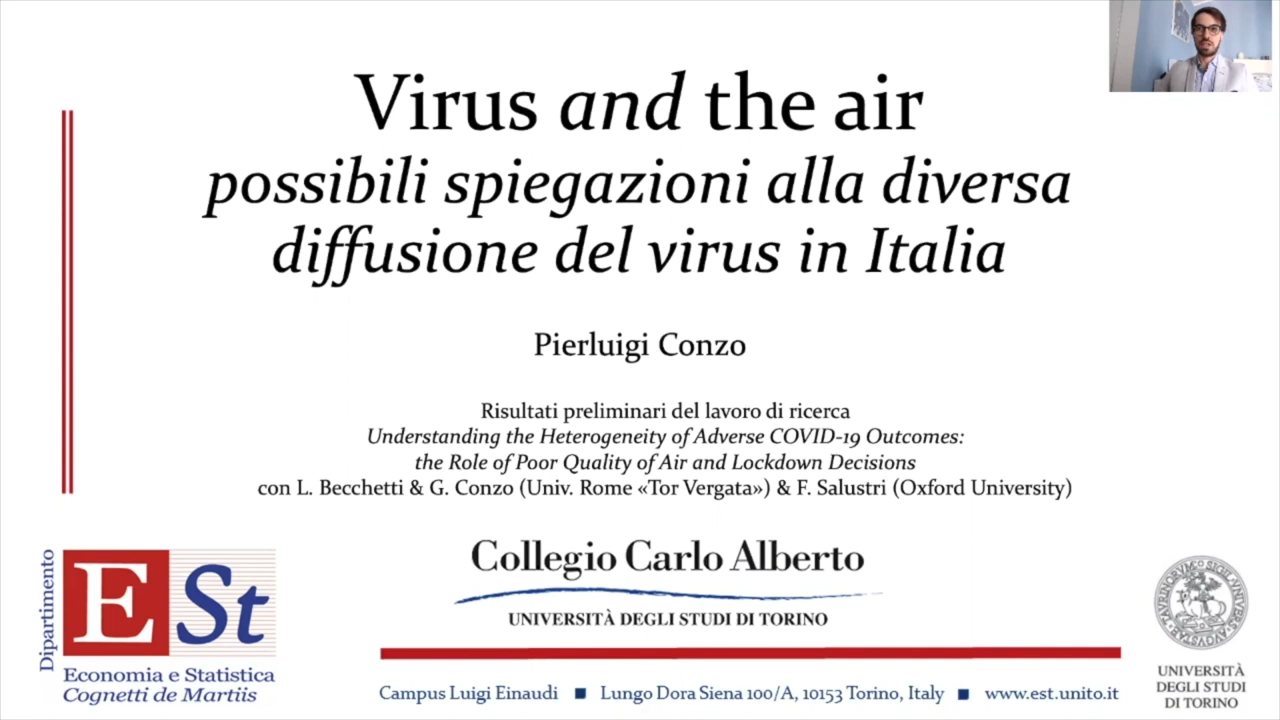 Virus and the air
possibili spiegazioni alla diversa
diffusione del virus in Italia
Pierluigi Conzo
Risultati preliminari del lavoro di ricerca
Understanding the Heterogeneity of Adverse COVID-19 Outcomes:
the Role of Poor Quality of Air and Lockdown Decisions
con L. Becchetti & G. Conzo (Univ. Rome «Tor Vergata») & F. Salustri (Oxford University)
Dipartimento
ESt
Economia e Statistica
Cognetti de Martiis
Collegio Carlo Alberto
UNIVERSITÀ DEGLI STUDI DI TORINO
Campus Luigi Einaudi ■ Lungo Dora Siena 100/A, 10153 Torino, Italy ■ www.est.unito.it
UNIVERSITÀ
DEGLI STUDI
DI TORINO